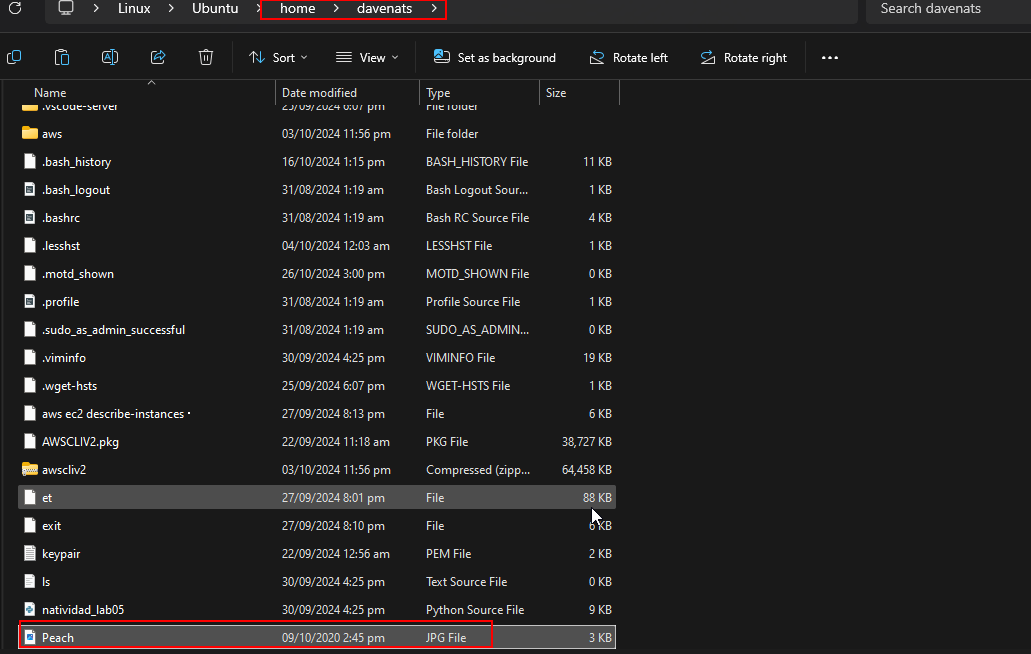 Linux Ubuntu home davenats Search davenats
Sort View Set as background Rotate left Rotate right
Name Date modified Type Size
.vscode-server 25/09/2024 6:07 pm File folder
aws 03/10/2024 11:56 pm File folder
.bash_history 16/10/2024 1:15 pm BASH_HISTORY File 11 KB
.bash_logout 31/08/2024 1:19 am Bash Logout Sour... 1 KB
.bashrc 31/08/2024 1:19 am Bash RC Source File 4 KB
.lesshst 04/10/2024 12:03 am LESSHST File 1 KB
.motd_shown 26/10/2024 3:00 pm MOTD_SHOWN File 0 KB
.profile 31/08/2024 1:19 am Profile Source File 1 KB
.sudo_as_admin_successful 31/08/2024 1:19 am SUDO_AS_ADMIN... 0 KB
.viminfo 30/09/2024 4:25 pm VIMINFO File 19 KB
.wget-hsts 25/09/2024 6:07 pm WGET-HSTS File 1 KB
aws ec2 describe-instances · 27/09/2024 8:13 pm File 6 KB
AWSCLIV2.pkg 22/09/2024 11:18 am PKG File 38,727 KB
awscliv2 03/10/2024 11:56 pm Compressed (zipp... 64,458 KB
et 27/09/2024 8:01 pm File 88 KB
exit 27/09/2024 8:10 pm File 6 KB
keypair 22/09/2024 12:56 am PEM File 2 KB
ls 30/09/2024 4:25 pm Text Source File 0 KB
natividad_lab05 30/09/2024 4:25 pm Python Source File 9 KB
Peach 09/10/2020 2:45 pm JPG File 3 KB